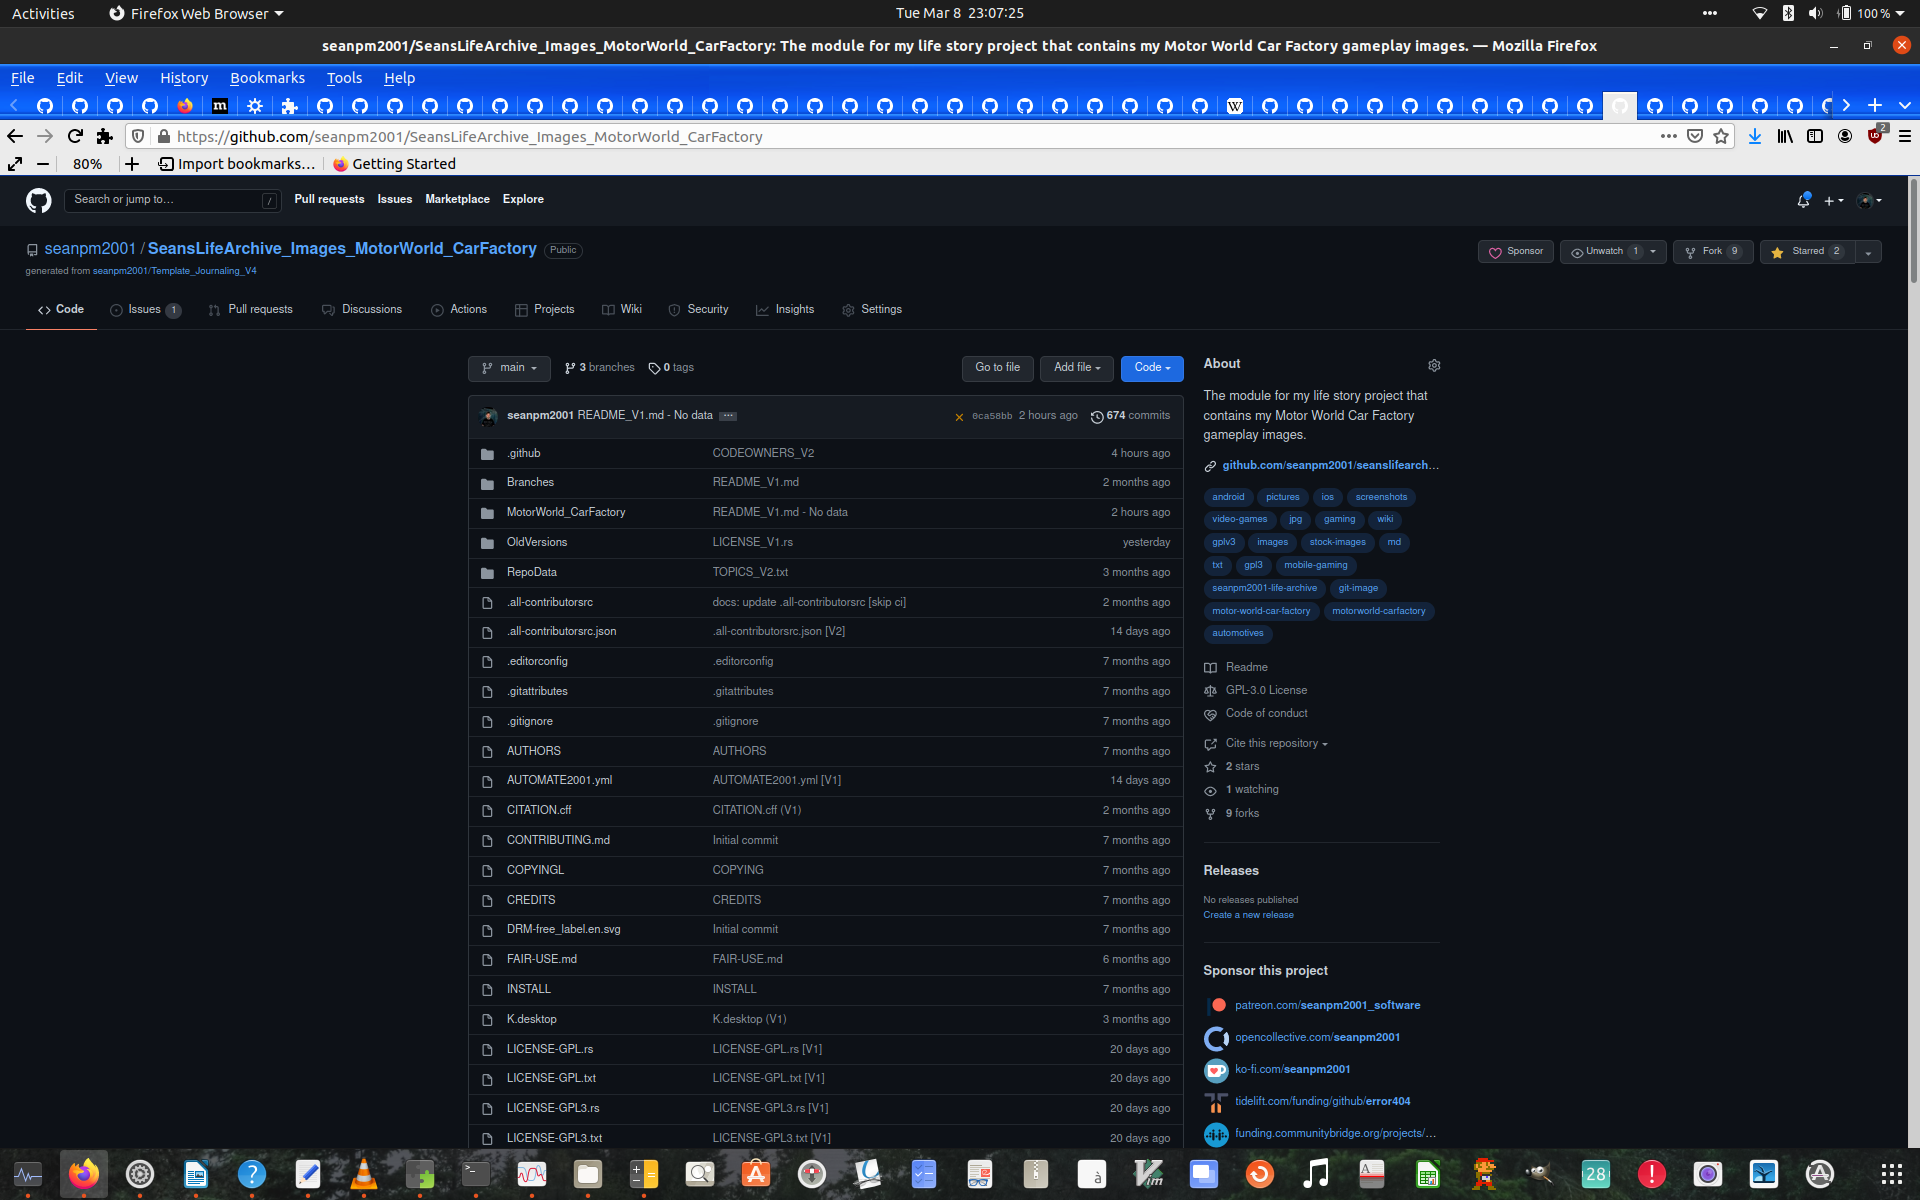 Activities
Firefox Web Browser
Tue Mar 8 23:07:25
100 %
seanpm2001/SeansLifeArchive_Images_MotorWorld_CarFactory: The module for my life story project that contains my Motor World Car Factory gameplay images. — Mozilla Firefox
File Edit View History Bookmarks Tools Help
https://github.com/seanpm2001/SeansLifeArchive_Images_MotorWorld_CarFactory
2
80%
Import bookmarks…
Getting Started
Search or jump to…
/
Pull requests Issues Marketplace Explore
seanpm2001 / SeansLifeArchive_Images_MotorWorld_CarFactory Public
generated from seanpm2001/Template_Journaling_V4
Sponsor
Unwatch 1
Fork 9
Starred 2
Code
Issues 1
Pull requests
Discussions
Actions
Projects
Wiki
Security
Insights
Settings
main
3 branches
0 tags
Go to file
Add file
Code
seanpm2001 README_V1.md - No data
0ca58bb 2 hours ago 674 commits
.github CODEOWNERS_V2 4 hours ago
Branches README_V1.md 2 months ago
MotorWorld_CarFactory README_V1.md - No data 2 hours ago
OldVersions LICENSE_V1.rs yesterday
RepoData TOPICS_V2.txt 3 months ago
.all-contributorsrc docs: update .all-contributorsrc [skip ci] 2 months ago
.all-contributorsrc.json .all-contributorsrc.json [V2] 14 days ago
.editorconfig .editorconfig 7 months ago
.gitattributes .gitattributes 7 months ago
.gitignore .gitignore 7 months ago
AUTHORS AUTHORS 7 months ago
AUTOMATE2001.yml AUTOMATE2001.yml [V1] 14 days ago
CITATION.cff CITATION.cff (V1) 2 months ago
CONTRIBUTING.md Initial commit 7 months ago
COPYINGL COPYING 7 months ago
CREDITS CREDITS 7 months ago
DRM-free_label.en.svg Initial commit 7 months ago
FAIR-USE.md FAIR-USE.md 6 months ago
INSTALL INSTALL 7 months ago
K.desktop K.desktop (V1) 3 months ago
LICENSE-GPL.rs LICENSE-GPL.rs [V1] 20 days ago
LICENSE-GPL.txt LICENSE-GPL.txt [V1] 20 days ago
LICENSE-GPL3.rs LICENSE-GPL3.rs [V1] 20 days ago
LICENSE-GPL3.txt LICENSE-GPL3.txt [V1] 20 days ago
About
The module for my life story project that
contains my Motor World Car Factory
gameplay images.
github.com/seanpm2001/seanslifearch…
android pictures ios screenshots
video-games jpg gaming wiki
gplv3 images stock-images md
txt gpl3 mobile-gaming
seanpm2001-life-archive git-image
motor-world-car-factory motorworld-carfactory
automotives
Readme
GPL-3.0 License
Code of conduct
Cite this repository
2 stars
1 watching
9 forks
Releases
No releases published
Create a new release
Sponsor this project
patreon.com/seanpm2001_software
opencollective.com/seanpm2001
ko-fi.com/seanpm2001
tidelift.com/funding/github/error404
funding.communitybridge.org/projects/…
28